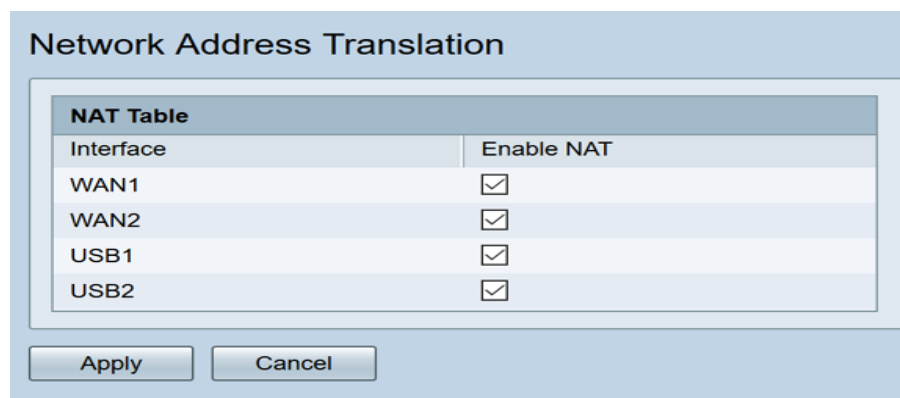 Network Address Translation
NAT Table
Interface Enable NAT
WAN1
WAN2
USB1
USB2
Apply Cancel